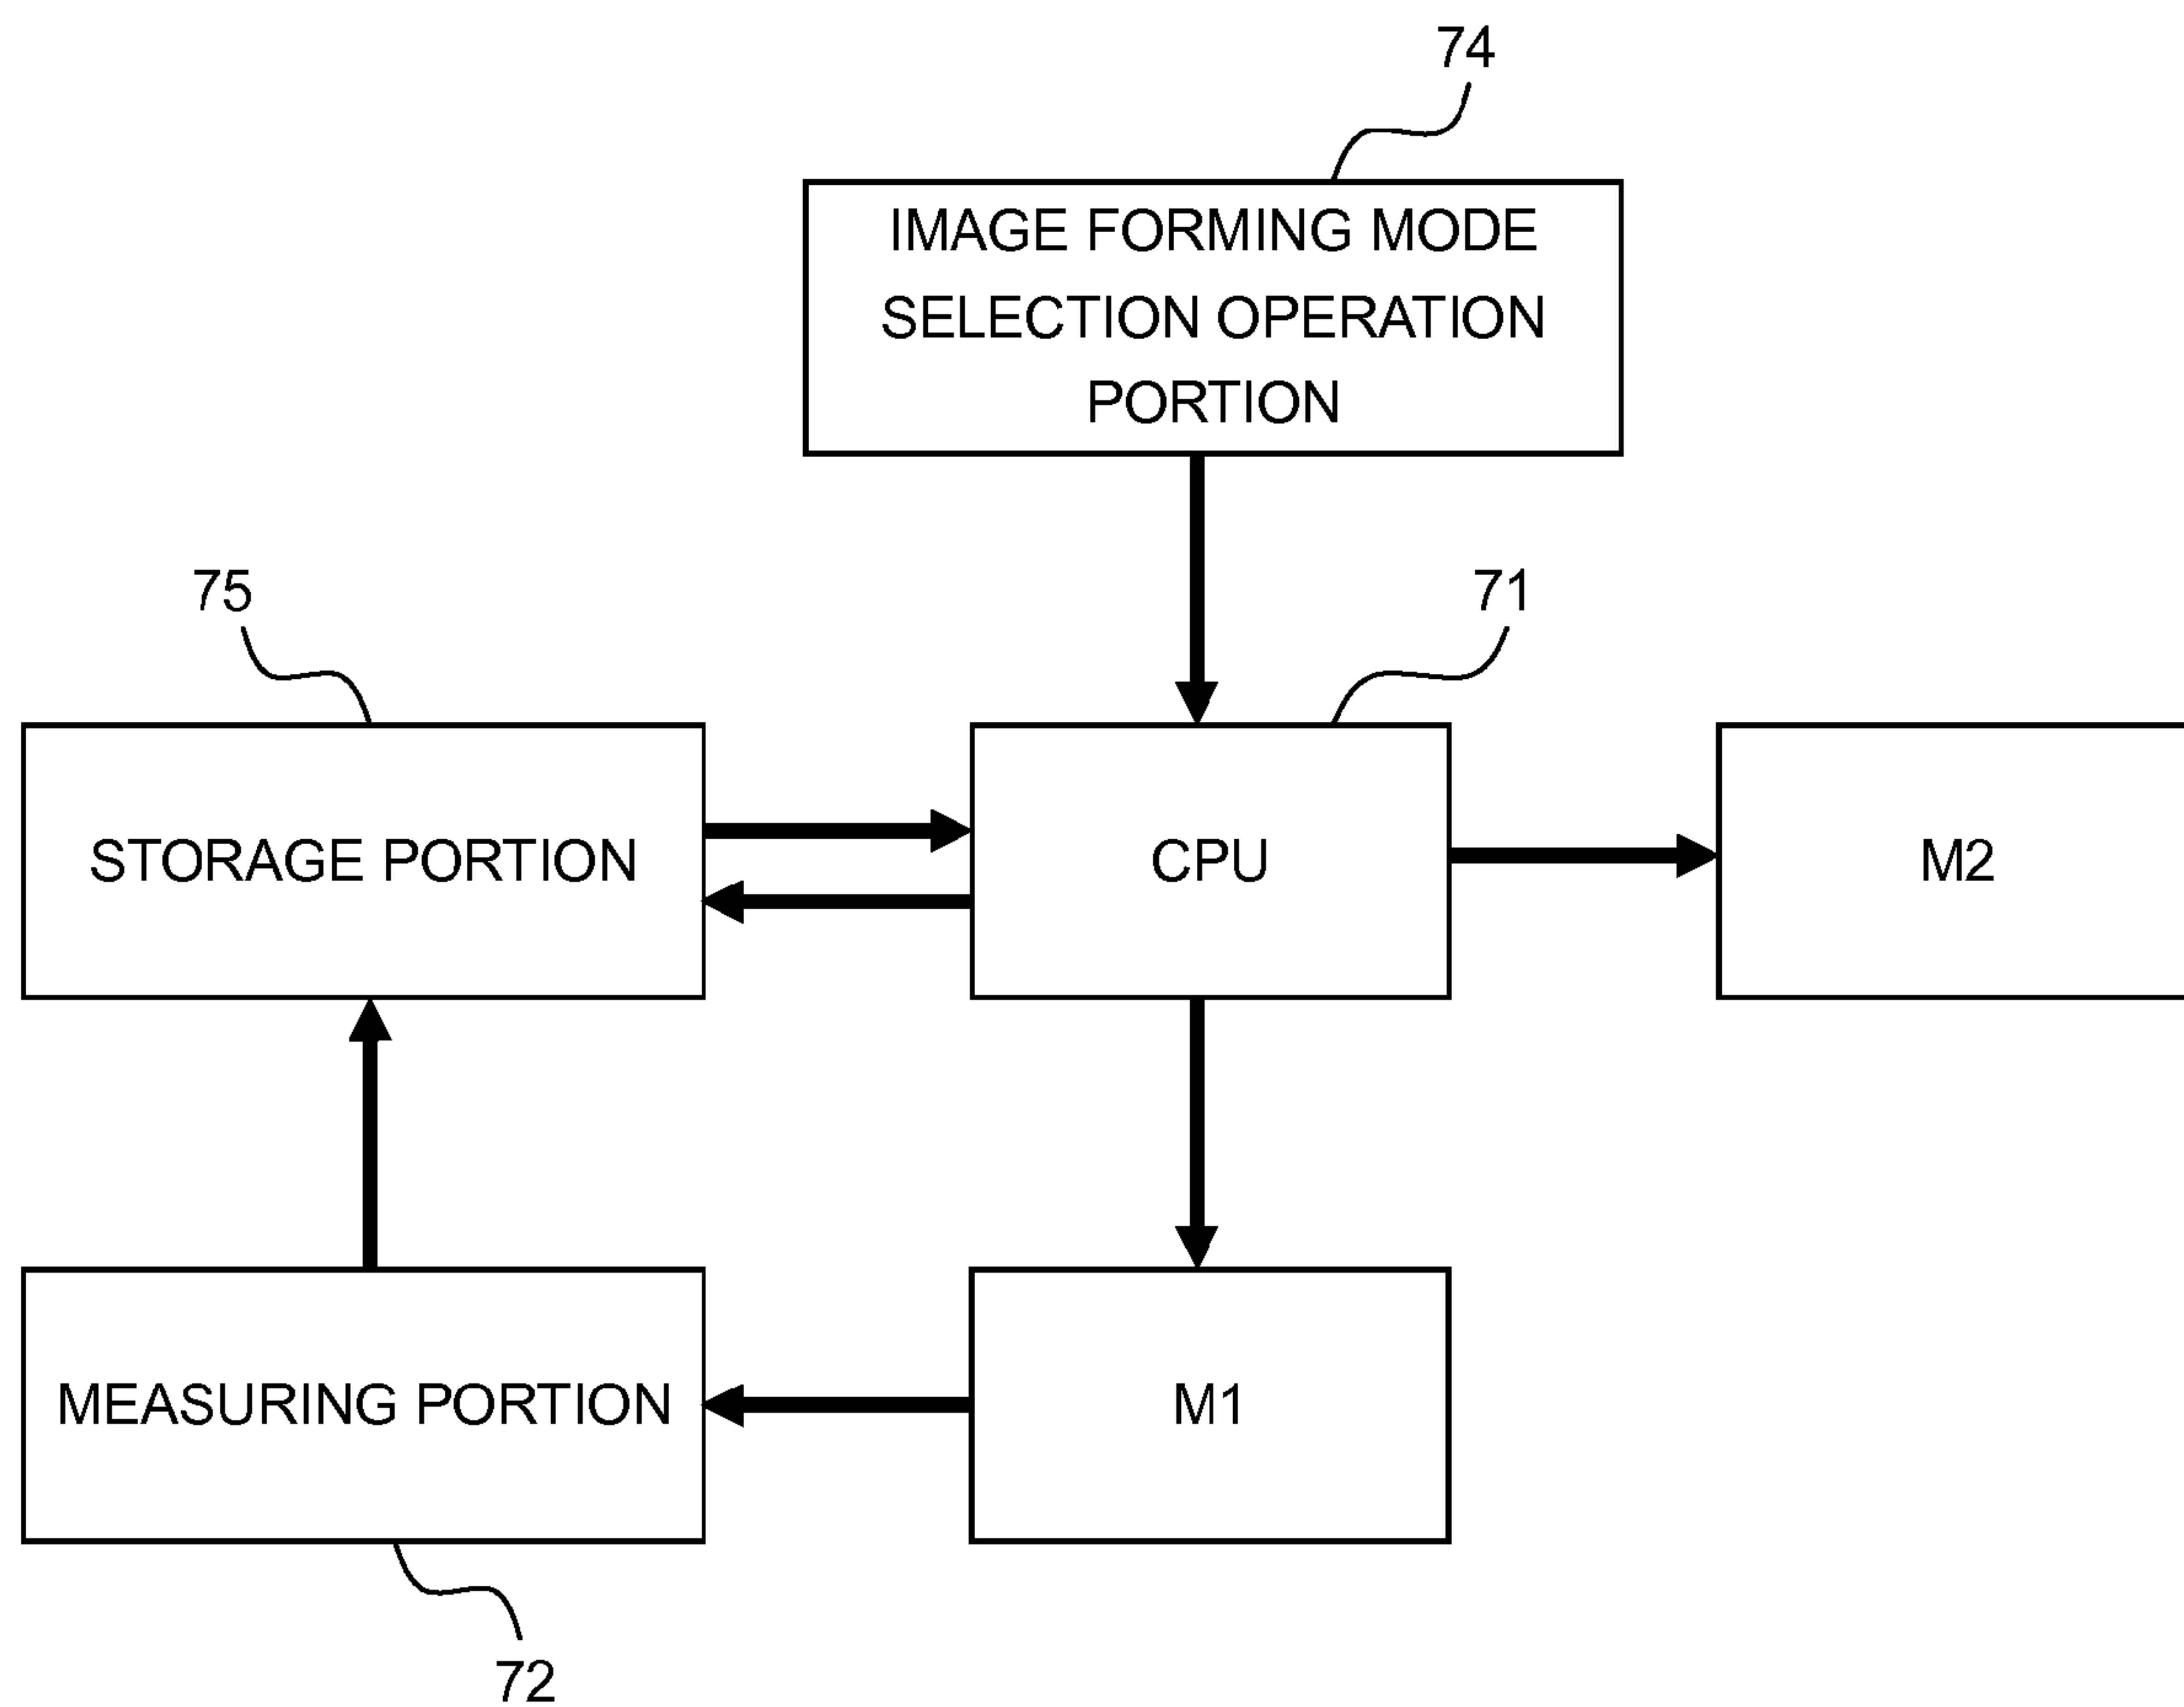 74
IMAGE FORMING MODE
SELECTION OPERATION
PORTION
75
71
STORAGE PORTION
CPU
M2
MEASURING PORTION
M1
72